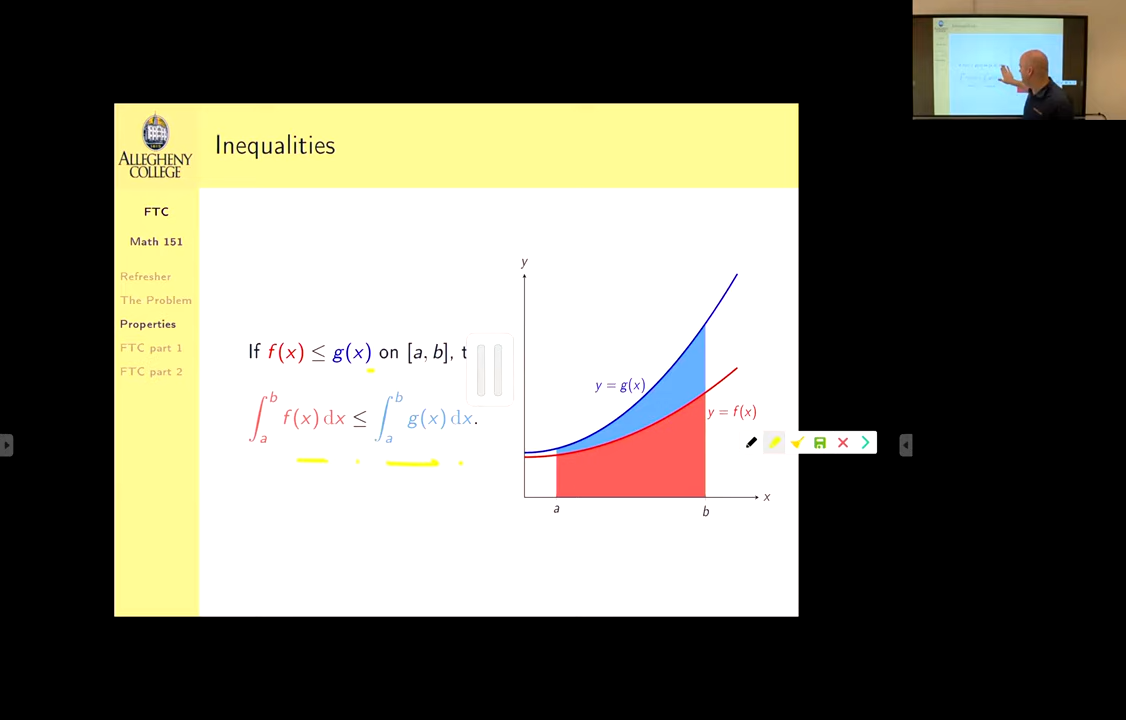 ALLEGHENY
COLLEGE
FTC
Math 151
Refresher
The Problem
Properties
FTC part 1
FTC part 2
Inequalities
If f(x) ≤ g(x) on [a, b], t
∫_a^b f(x) dx ≤ ∫_a^b g(x) dx.
y
y = g(x)
y = f(x)
a
b
x